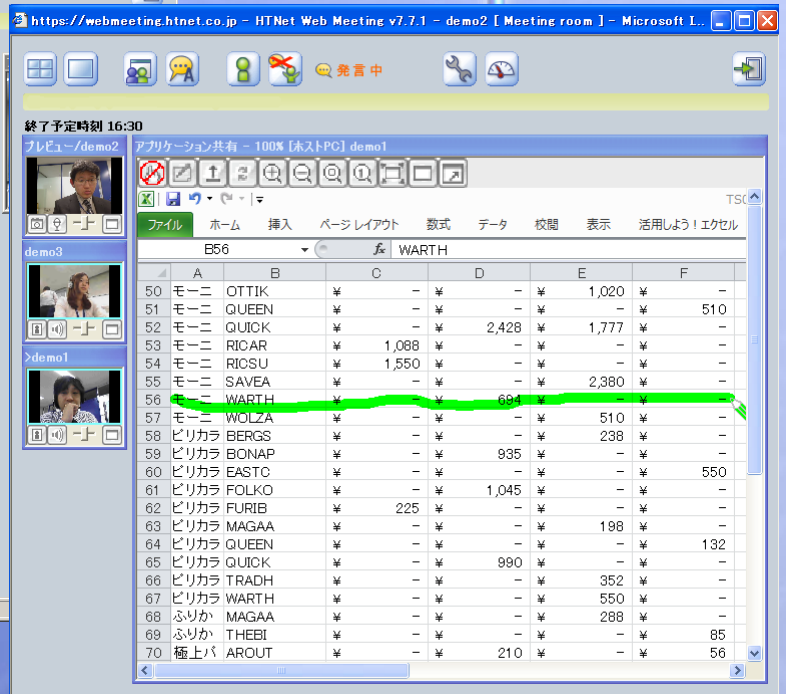 https://webmeeting.htnet.co.jp - HTNet Web Meeting v7.7.1 - demo2 [ Meeting room ] - Microsoft I..
発言中
終了予定時刻 16:30
プレビュー/demo2
アプリケーション共有 - 100% [ホストPC] demo1
TSC
ファイル ホーム 挿入 ページ レイアウト 数式 データ 校閲 表示 活用しよう！エクセル
demo3
B56 fx WARTH
A B C D E F
50 モーニ OTTIK ¥ - ¥ - ¥ 1,020 ¥ -
51 モーニ QUEEN ¥ - ¥ - ¥ - ¥ 510
52 モーニ QUICK ¥ - ¥ 2,428 ¥ 1,777 ¥ -
53 モーニ RICAR ¥ 1,088 ¥ - ¥ - ¥ -
>demo1
54 モーニ RICSU ¥ 1,550 ¥ - ¥ - ¥ -
55 モーニ SAVEA ¥ - ¥ - ¥ 2,380 ¥ -
56 モーニ WARTH ¥ - ¥ 694 ¥ - ¥ -
57 モーニ WOLZA ¥ - ¥ - ¥ 510 ¥ -
58 ピリカラ BERGS ¥ - ¥ - ¥ 238 ¥ -
59 ピリカラ BONAP ¥ - ¥ 935 ¥ - ¥ -
60 ピリカラ EASTC ¥ - ¥ - ¥ - ¥ 550
61 ピリカラ FOLKO ¥ - ¥ 1,045 ¥ - ¥ -
62 ピリカラ FURIB ¥ 225 ¥ - ¥ - ¥ -
63 ピリカラ MAGAA ¥ - ¥ - ¥ 198 ¥ -
64 ピリカラ QUEEN ¥ - ¥ - ¥ - ¥ 132
65 ピリカラ QUICK ¥ - ¥ 990 ¥ - ¥ -
66 ピリカラ TRADH ¥ - ¥ - ¥ 352 ¥ -
67 ピリカラ WARTH ¥ - ¥ - ¥ 550 ¥ -
68 ふりか MAGAA ¥ - ¥ - ¥ 288 ¥ -
69 ふりか THEBI ¥ - ¥ - ¥ - ¥ 85
70 極上バ AROUT ¥ - ¥ 210 ¥ - ¥ 56